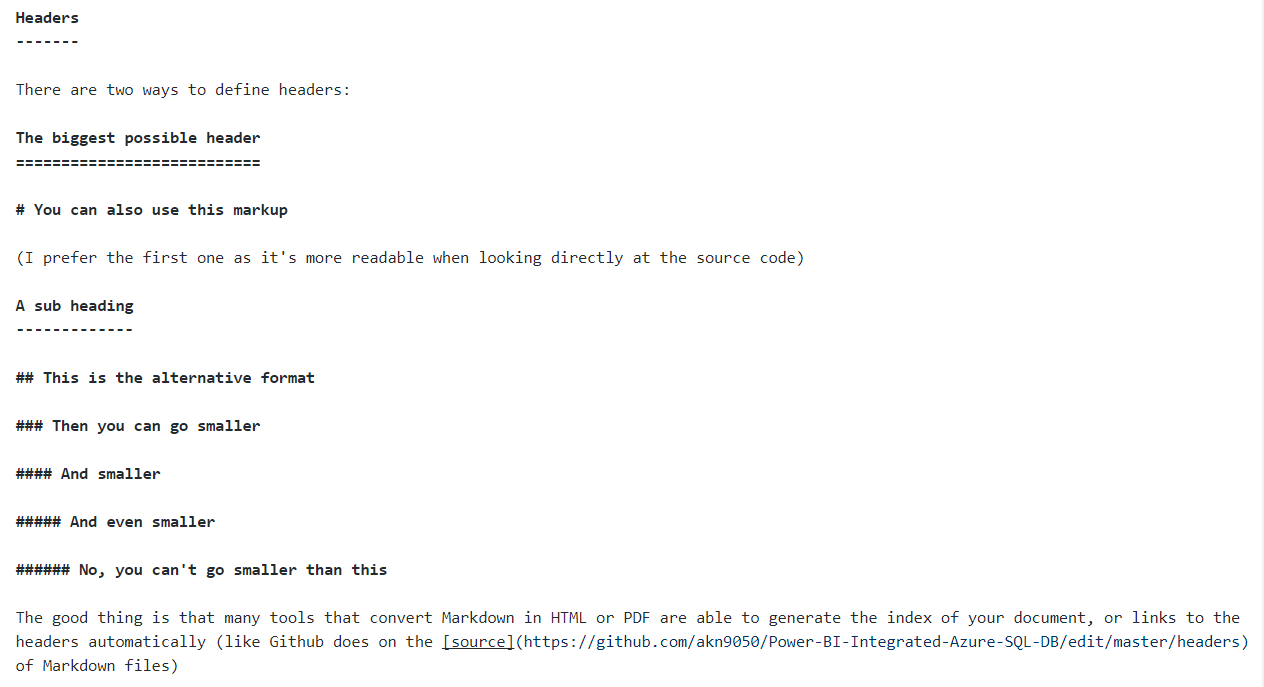 Headers
-------
There are two ways to define headers:
The biggest possible header
===========================
# You can also use this markup
(I prefer the first one as it's more readable when looking directly at the source code)
A sub heading
-------------
## This is the alternative format
### Then you can go smaller
#### And smaller
##### And even smaller
###### No, you can't go smaller than this
The good thing is that many tools that convert Markdown in HTML or PDF are able to generate the index of your document, or links to the
headers automatically (like Github does on the [source](https://github.com/akn9050/Power-BI-Integrated-Azure-SQL-DB/edit/master/headers)
of Markdown files)